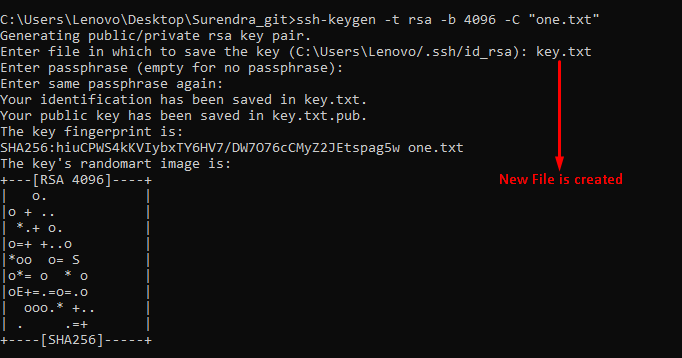 C:\Users\Lenovo\Desktop\Surendra_git>ssh-keygen -t rsa -b 4096 -C "one.txt"
Generating public/private rsa key pair.
Enter file in which to save the key (C:\Users\Lenovo/.ssh/id_rsa): key.txt
Enter passphrase (empty for no passphrase):
Enter same passphrase again:
Your identification has been saved in key.txt.
Your public key has been saved in key.txt.pub.
The key fingerprint is:
SHA256:hiuCPWS4kKVIybxTY6HV7/DW7O76cCMyZ2JEtspag5w one.txt
The key's randomart image is:
+---[RSA 4096]----+
|   o.            |
|o + ..           |
| *.+ o.          |
|o=+ +..o         |
|*oo  o= S        |
|o*= o  * o       |
|oE+=.=o=.o       |
|  ooo.* +..      |
| .     .=+       |
+----[SHA256]-----+
New File is created